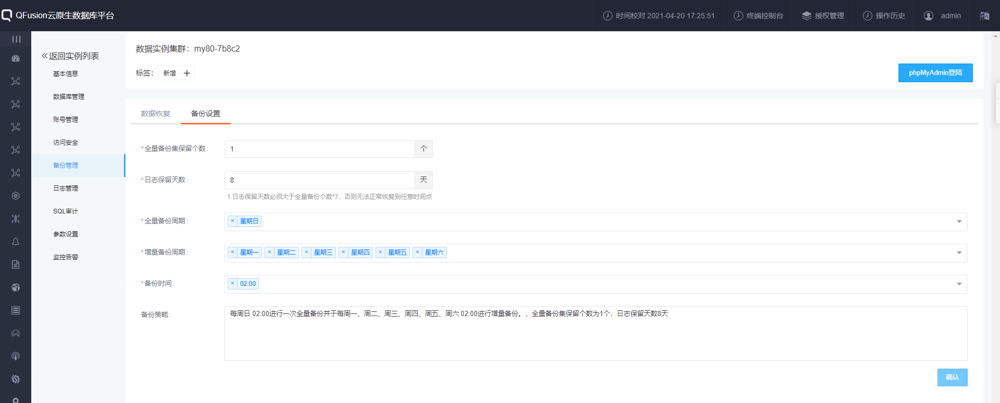 QFusion云原生数据库平台
时间校对 2021-04-20 17:25:51
终端控制台
授权管理
操作历史
admin
返回实例列表
基本信息
数据库管理
账号管理
访问安全
备份管理
日志管理
SQL审计
参数设置
监控告警
数据实例集群：my80-7b8c2
标签： 新增 +
phpMyAdmin登陆
数据恢复 备份设置
*全量备份集保留个数： 1 个
*日志保留天数： 8 天
1.日志保留天数必须大于全量备份个数*7，否则无法正常恢复到任意时间点
*全量备份周期： × 星期日
*增量备份周期： × 星期一 × 星期二 × 星期三 × 星期四 × 星期五 × 星期六
*备份时间： × 02:00
备份策略： 每周日 02:00进行一次全量备份并于每周一、周二、周三、周四、周五、周六 02:00进行增量备份。，全量备份集保留个数为1个，日志保留天数8天
确认